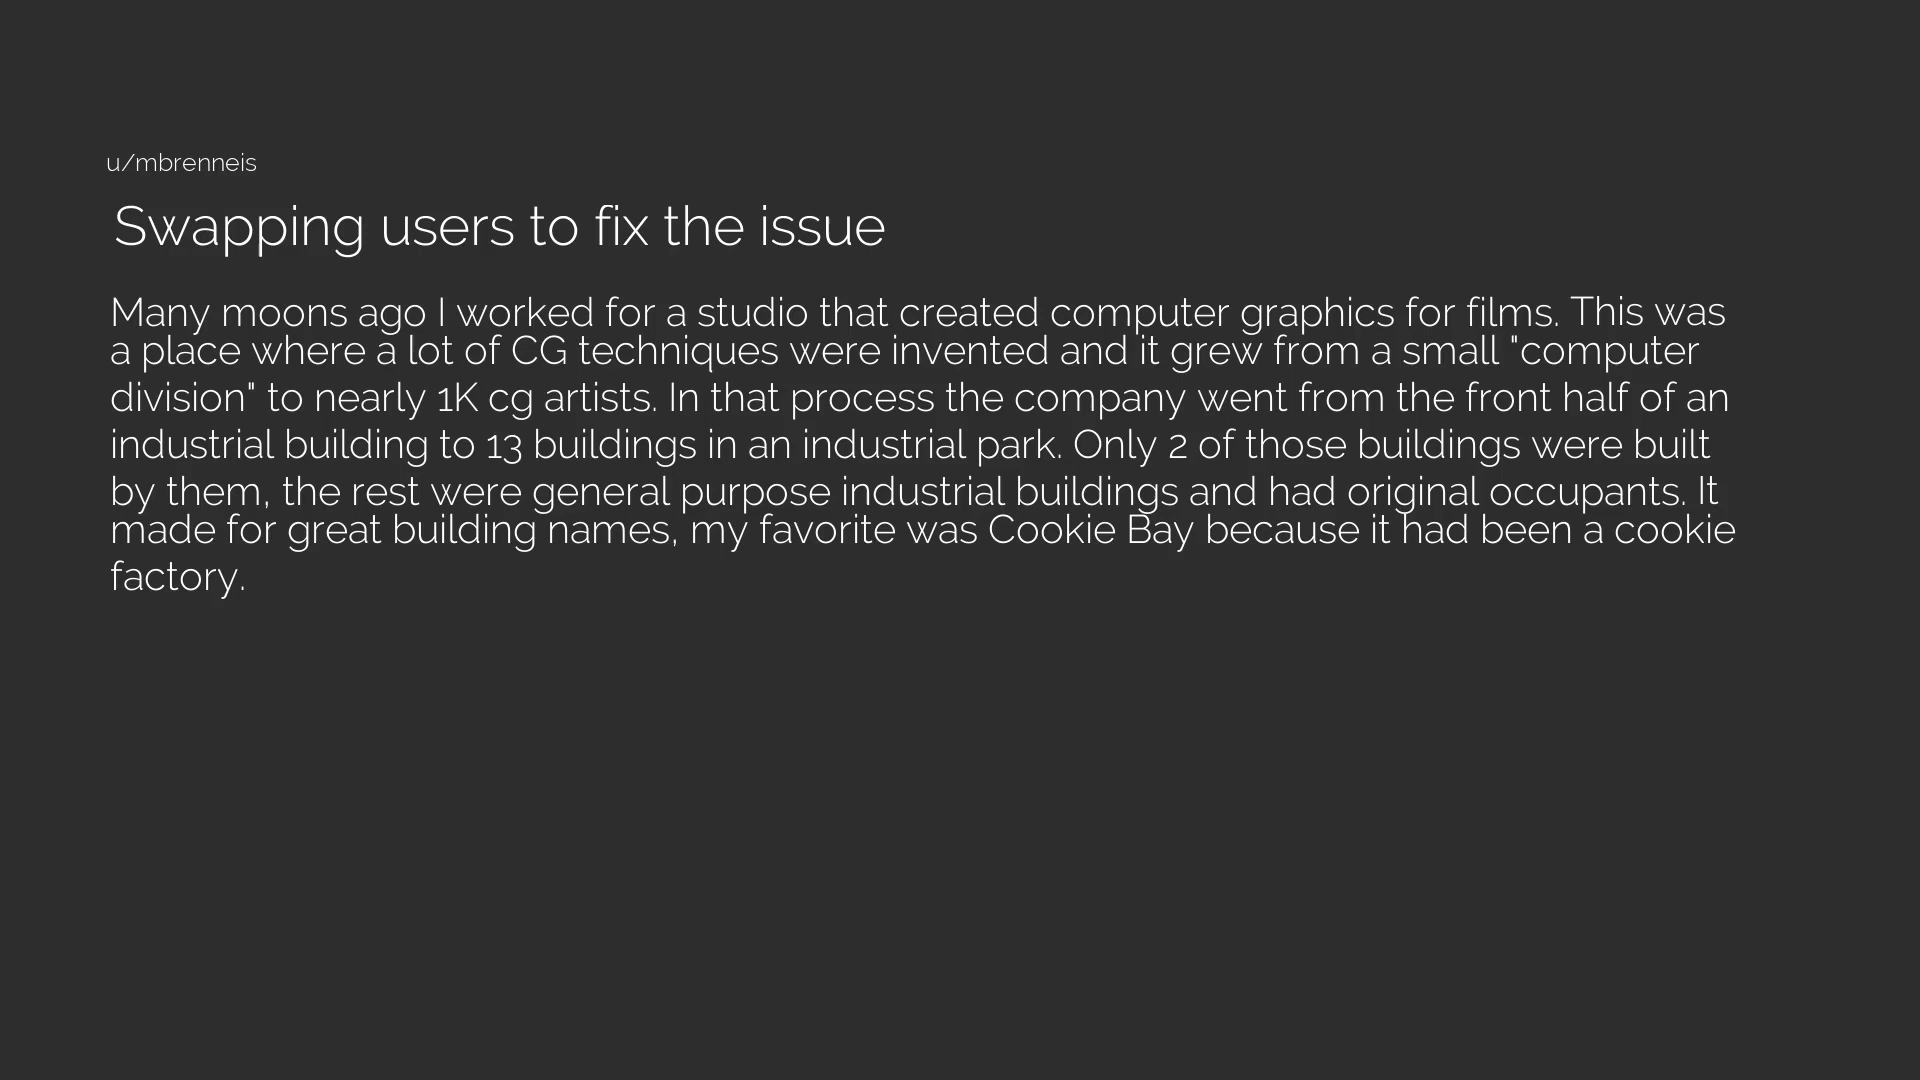 u/mbrenneis
Swapping users to fix the issue
Many moons ago I worked for a studio that created computer graphics for films. This was
a place where a lot of CG techniques were invented and it grew from a small "computer
division" to nearly 1K cg artists. In that process the company went from the front half of an
industrial building to 13 buildings in an industrial park. Only 2 of those buildings were built
by them, the rest were general purpose industrial buildings and had original occupants. It
made for great building names, my favorite was Cookie Bay because it had been a cookie
factory.